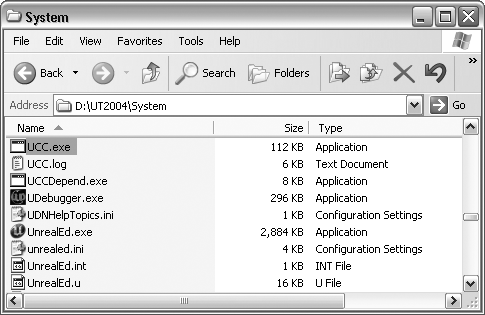 System
File Edit View Favorites Tools Help
Back Search Folders »
Address D:\UT2004\System Go
Name Size Type
UCC.exe 112 KB Application
UCC.log 6 KB Text Document
UCCDepend.exe 8 KB Application
UDebugger.exe 296 KB Application
UDNHelpTopics.ini 1 KB Configuration Settings
UnrealEd.exe 2,884 KB Application
unrealed.ini 4 KB Configuration Settings
UnrealEd.int 1 KB INT File
UnrealEd.u 16 KB U File